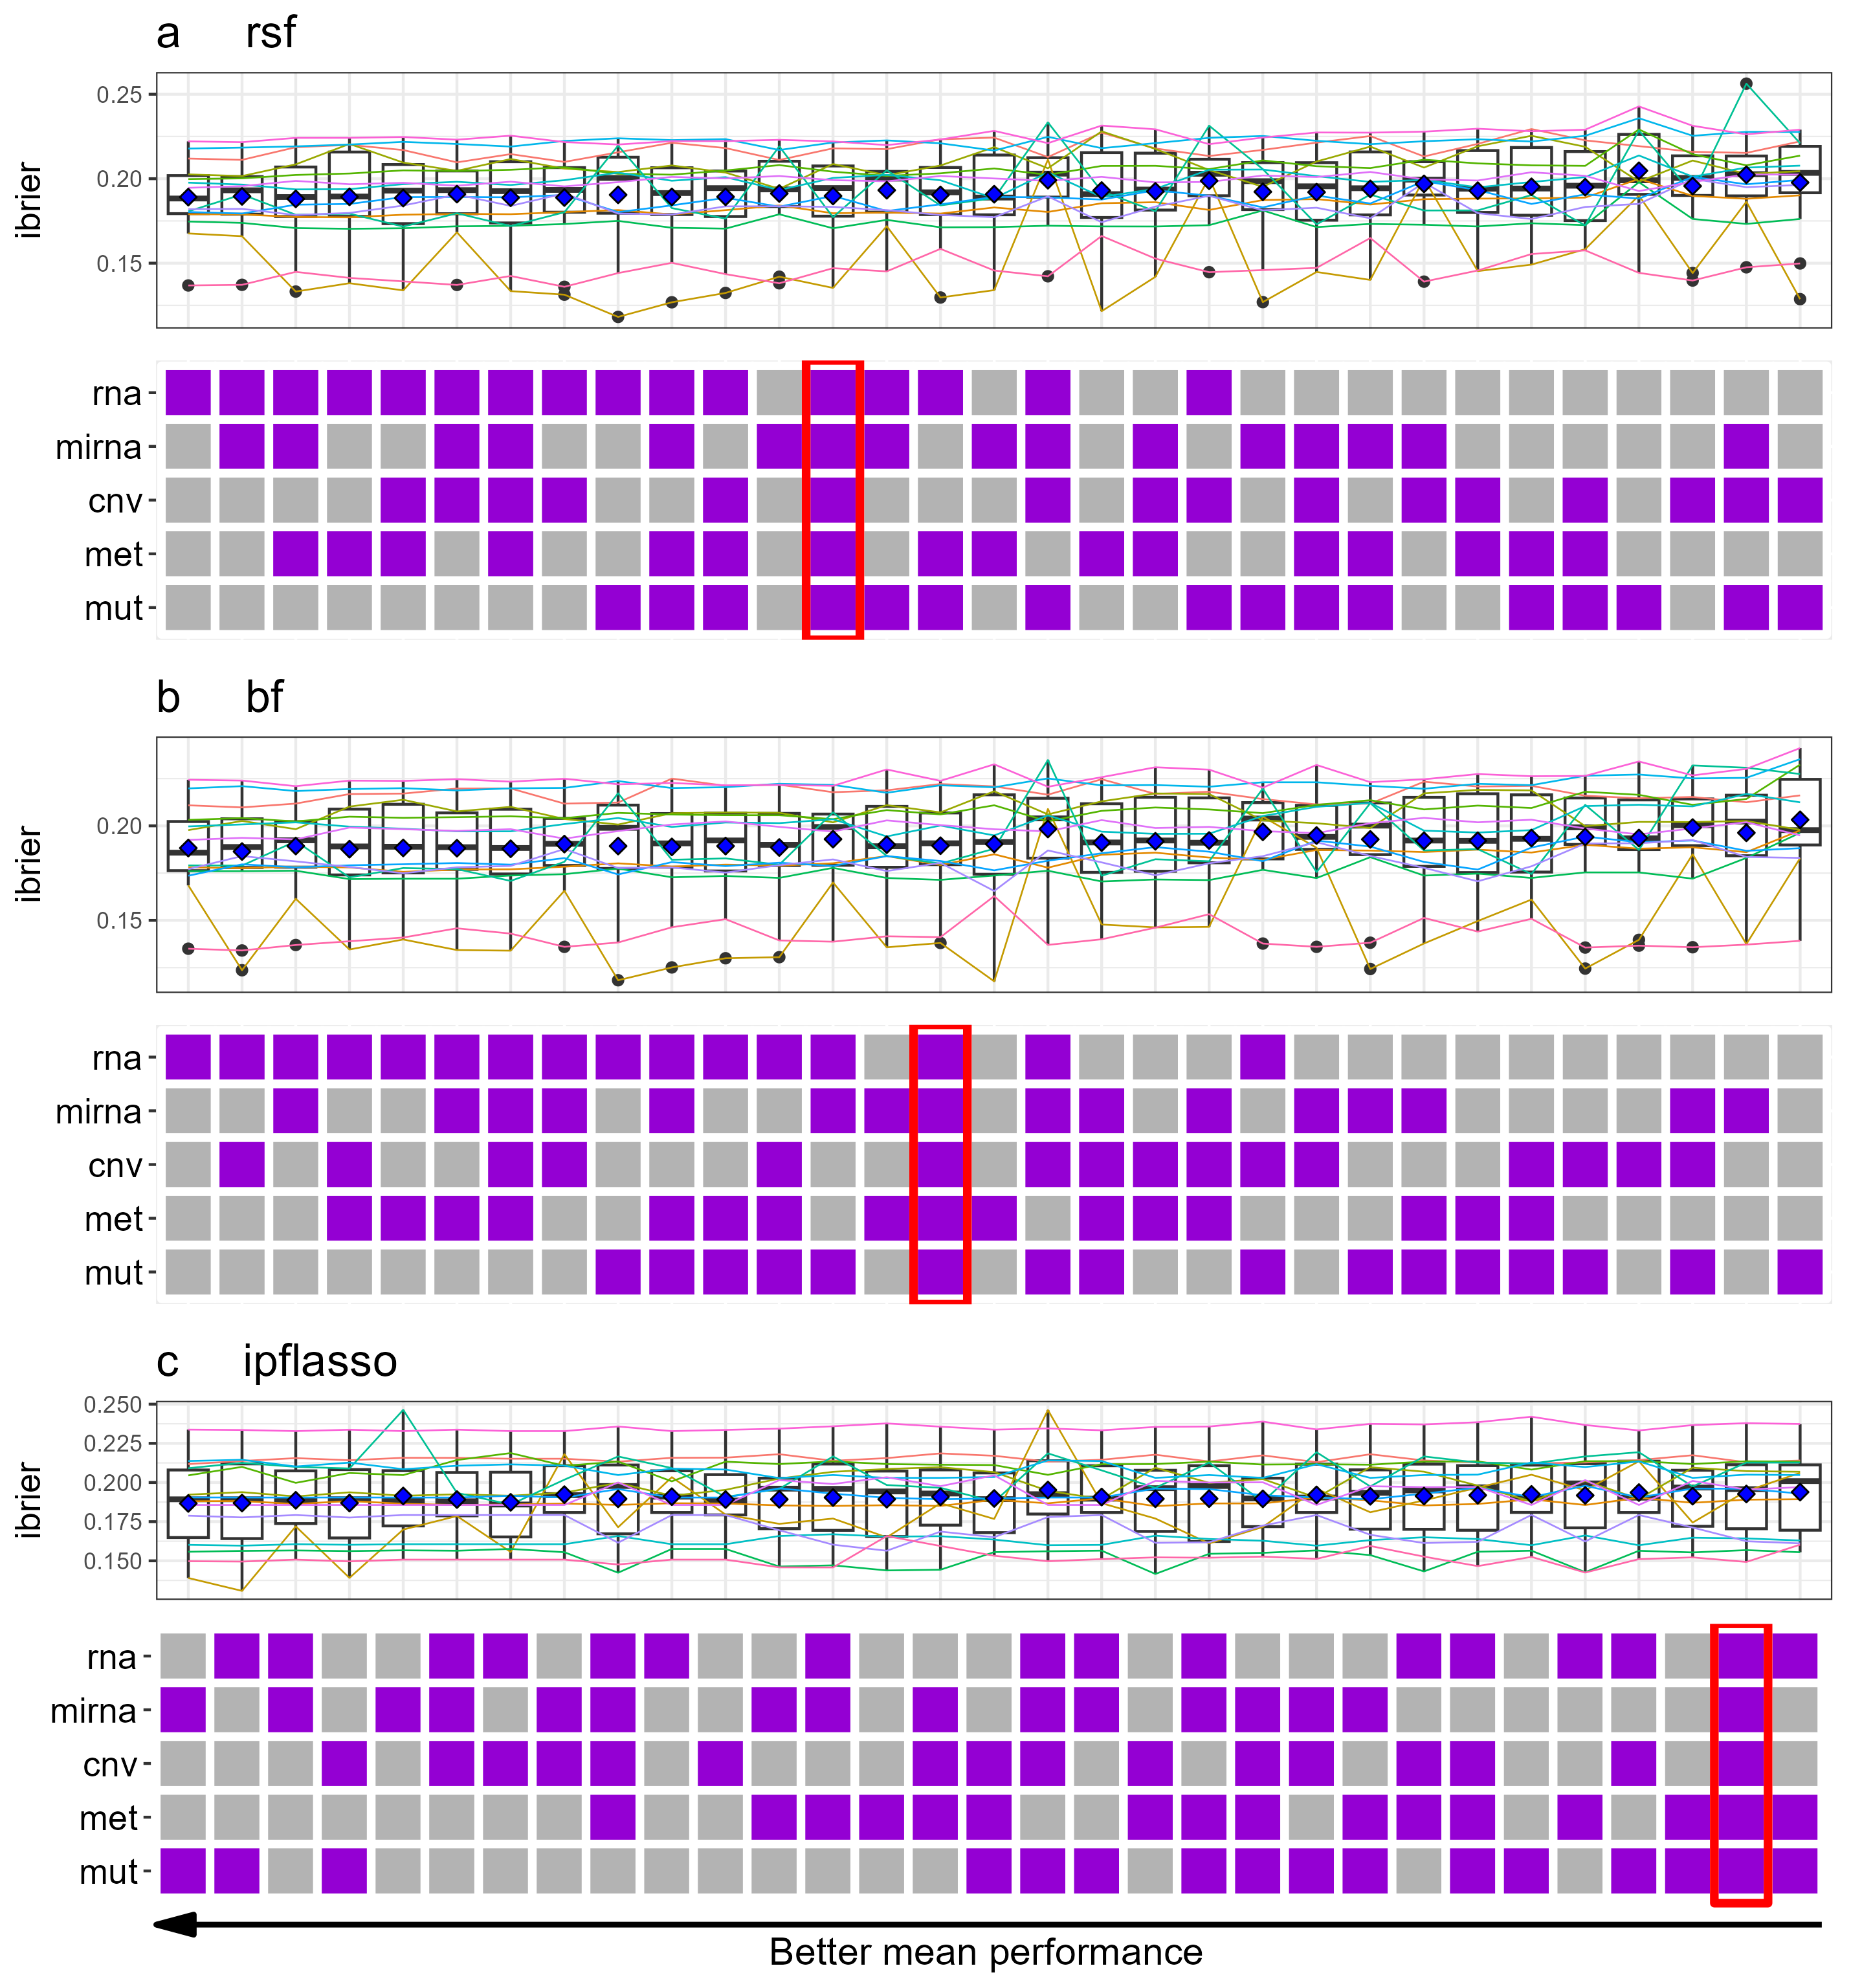 a rsf
ibrier
0.25
0.20
0.15
rna
mirna
cnv
met
mut
b bf
ibrier
0.20
0.15
rna
mirna
cnv
met
mut
c ipflasso
ibrier
0.250
0.225
0.200
0.175
0.150
rna
mirna
cnv
met
mut
Better mean performance